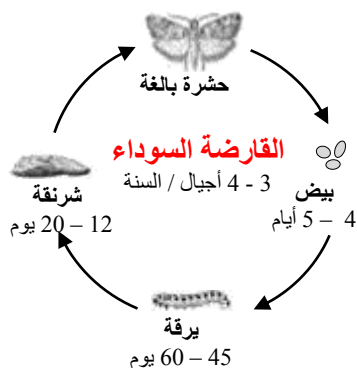 حشرة بالغة
القارضة السوداء
3 - 4 أجيال / السنة
بيض
4 – 5 أيام
شرنقة
12 – 20 يوم
يرقة
45 – 60 يوم